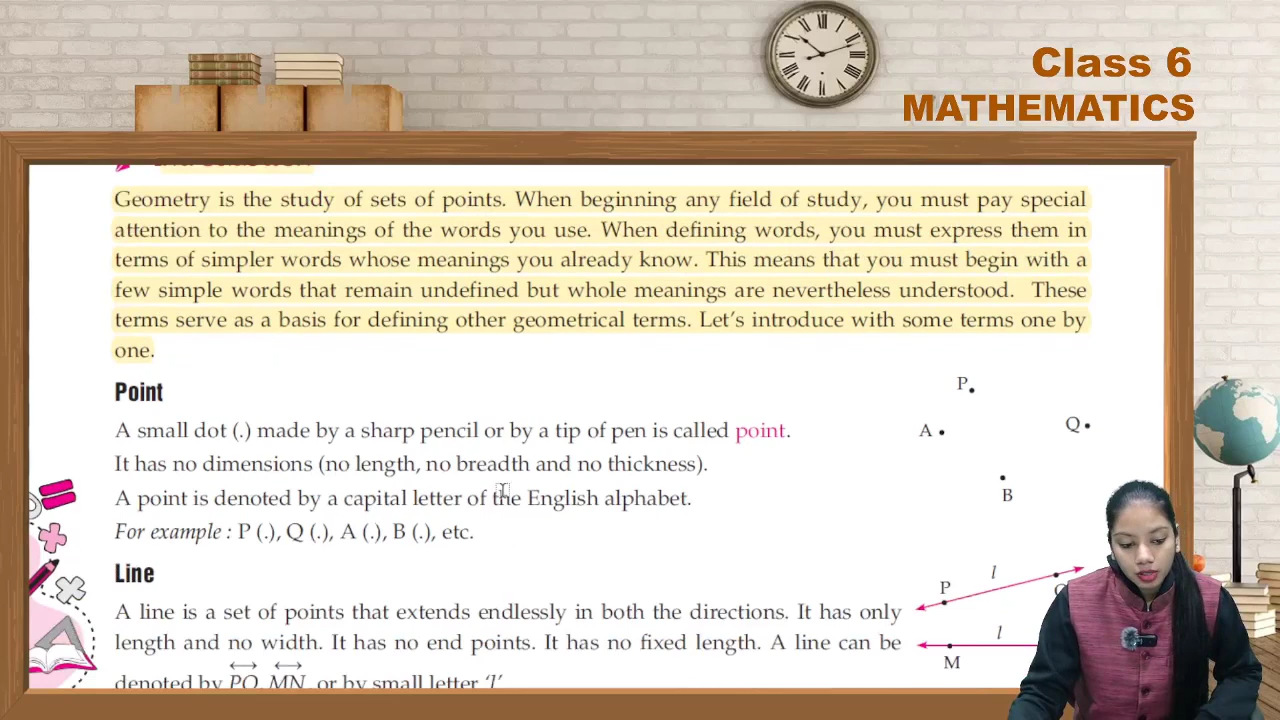 Class 6
MATHEMATICS
Geometry is the study of sets of points. When beginning any field of study, you must pay special
attention to the meanings of the words you use. When defining words, you must express them in
terms of simpler words whose meanings you already know. This means that you must begin with a
few simple words that remain undefined but whole meanings are nevertheless understood. These
terms serve as a basis for defining other geometrical terms. Let's introduce with some terms one by
one.
Point
A small dot (.) made by a sharp pencil or by a tip of pen is called point.
It has no dimensions (no length, no breadth and no thickness).
A point is denoted by a capital letter of the English alphabet.
For example : P (.), Q (.), A (.), B (.), etc.
P
A
Q
B
Line
A line is a set of points that extends endlessly in both the directions. It has only
length and no width. It has no end points. It has no fixed length. A line can be
denoted by PQ, MN, or by small letter 'l'
P
l
l
M